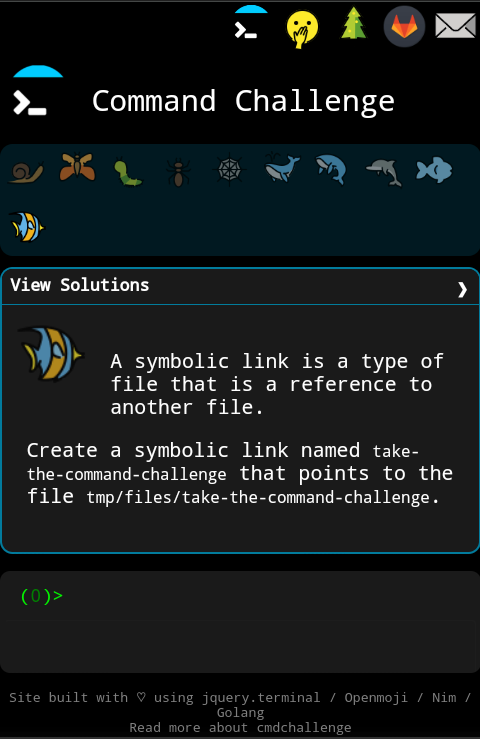 Command Challenge
View Solutions ❯
A symbolic link is a type of
file that is a reference to
another file.
Create a symbolic link named take-
the-command-challenge that points to the
file tmp/files/take-the-command-challenge.
(0)>
Site built with ♡ using jquery.terminal / Openmoji / Nim /
Golang
Read more about cmdchallenge